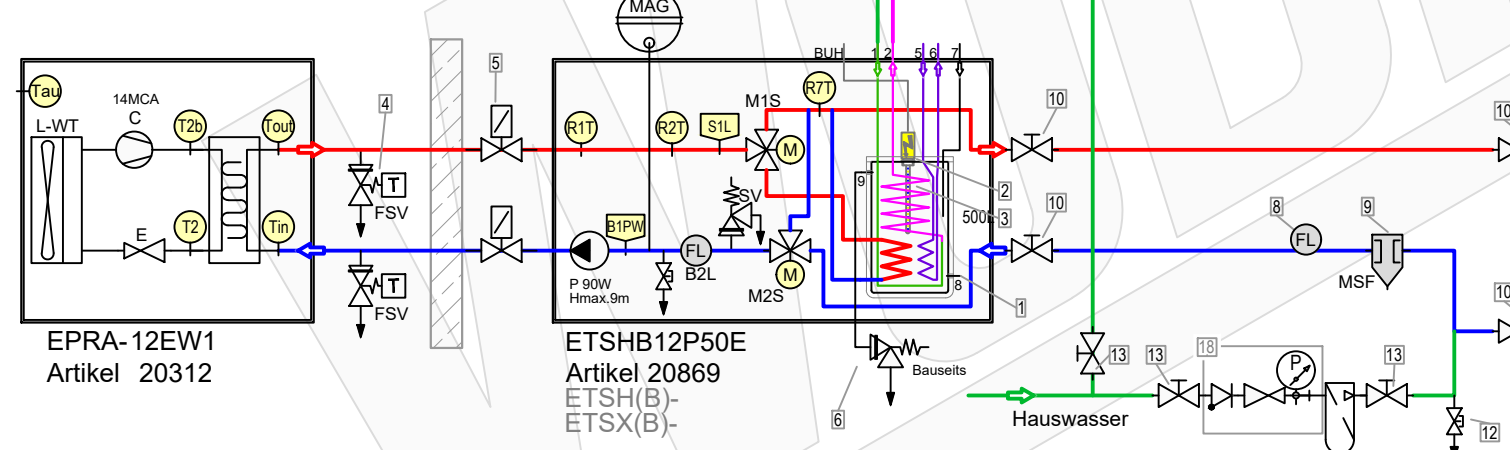 MAG
BUH 1 2 5 6 7
5
Tau
14MCA
C
L-WT
T2b
Tout
4
R1T
R2T
S1L
M1S
R7T
M
10
10
T
FSV
9
2
SV
3
500l
10
8
9
E
T2
Tin
B1PW
FL
B2L
FL
MSF
P 90W
Hmax.9m
M2S
M
8
1
10
T
FSV
EPRA-12EW1
Artikel 20312
ETSHB12P50E
Artikel 20869
ETSH(B)-
ETSX(B)-
Bauseits
6
13
13
18
P
13
Hauswasser
12